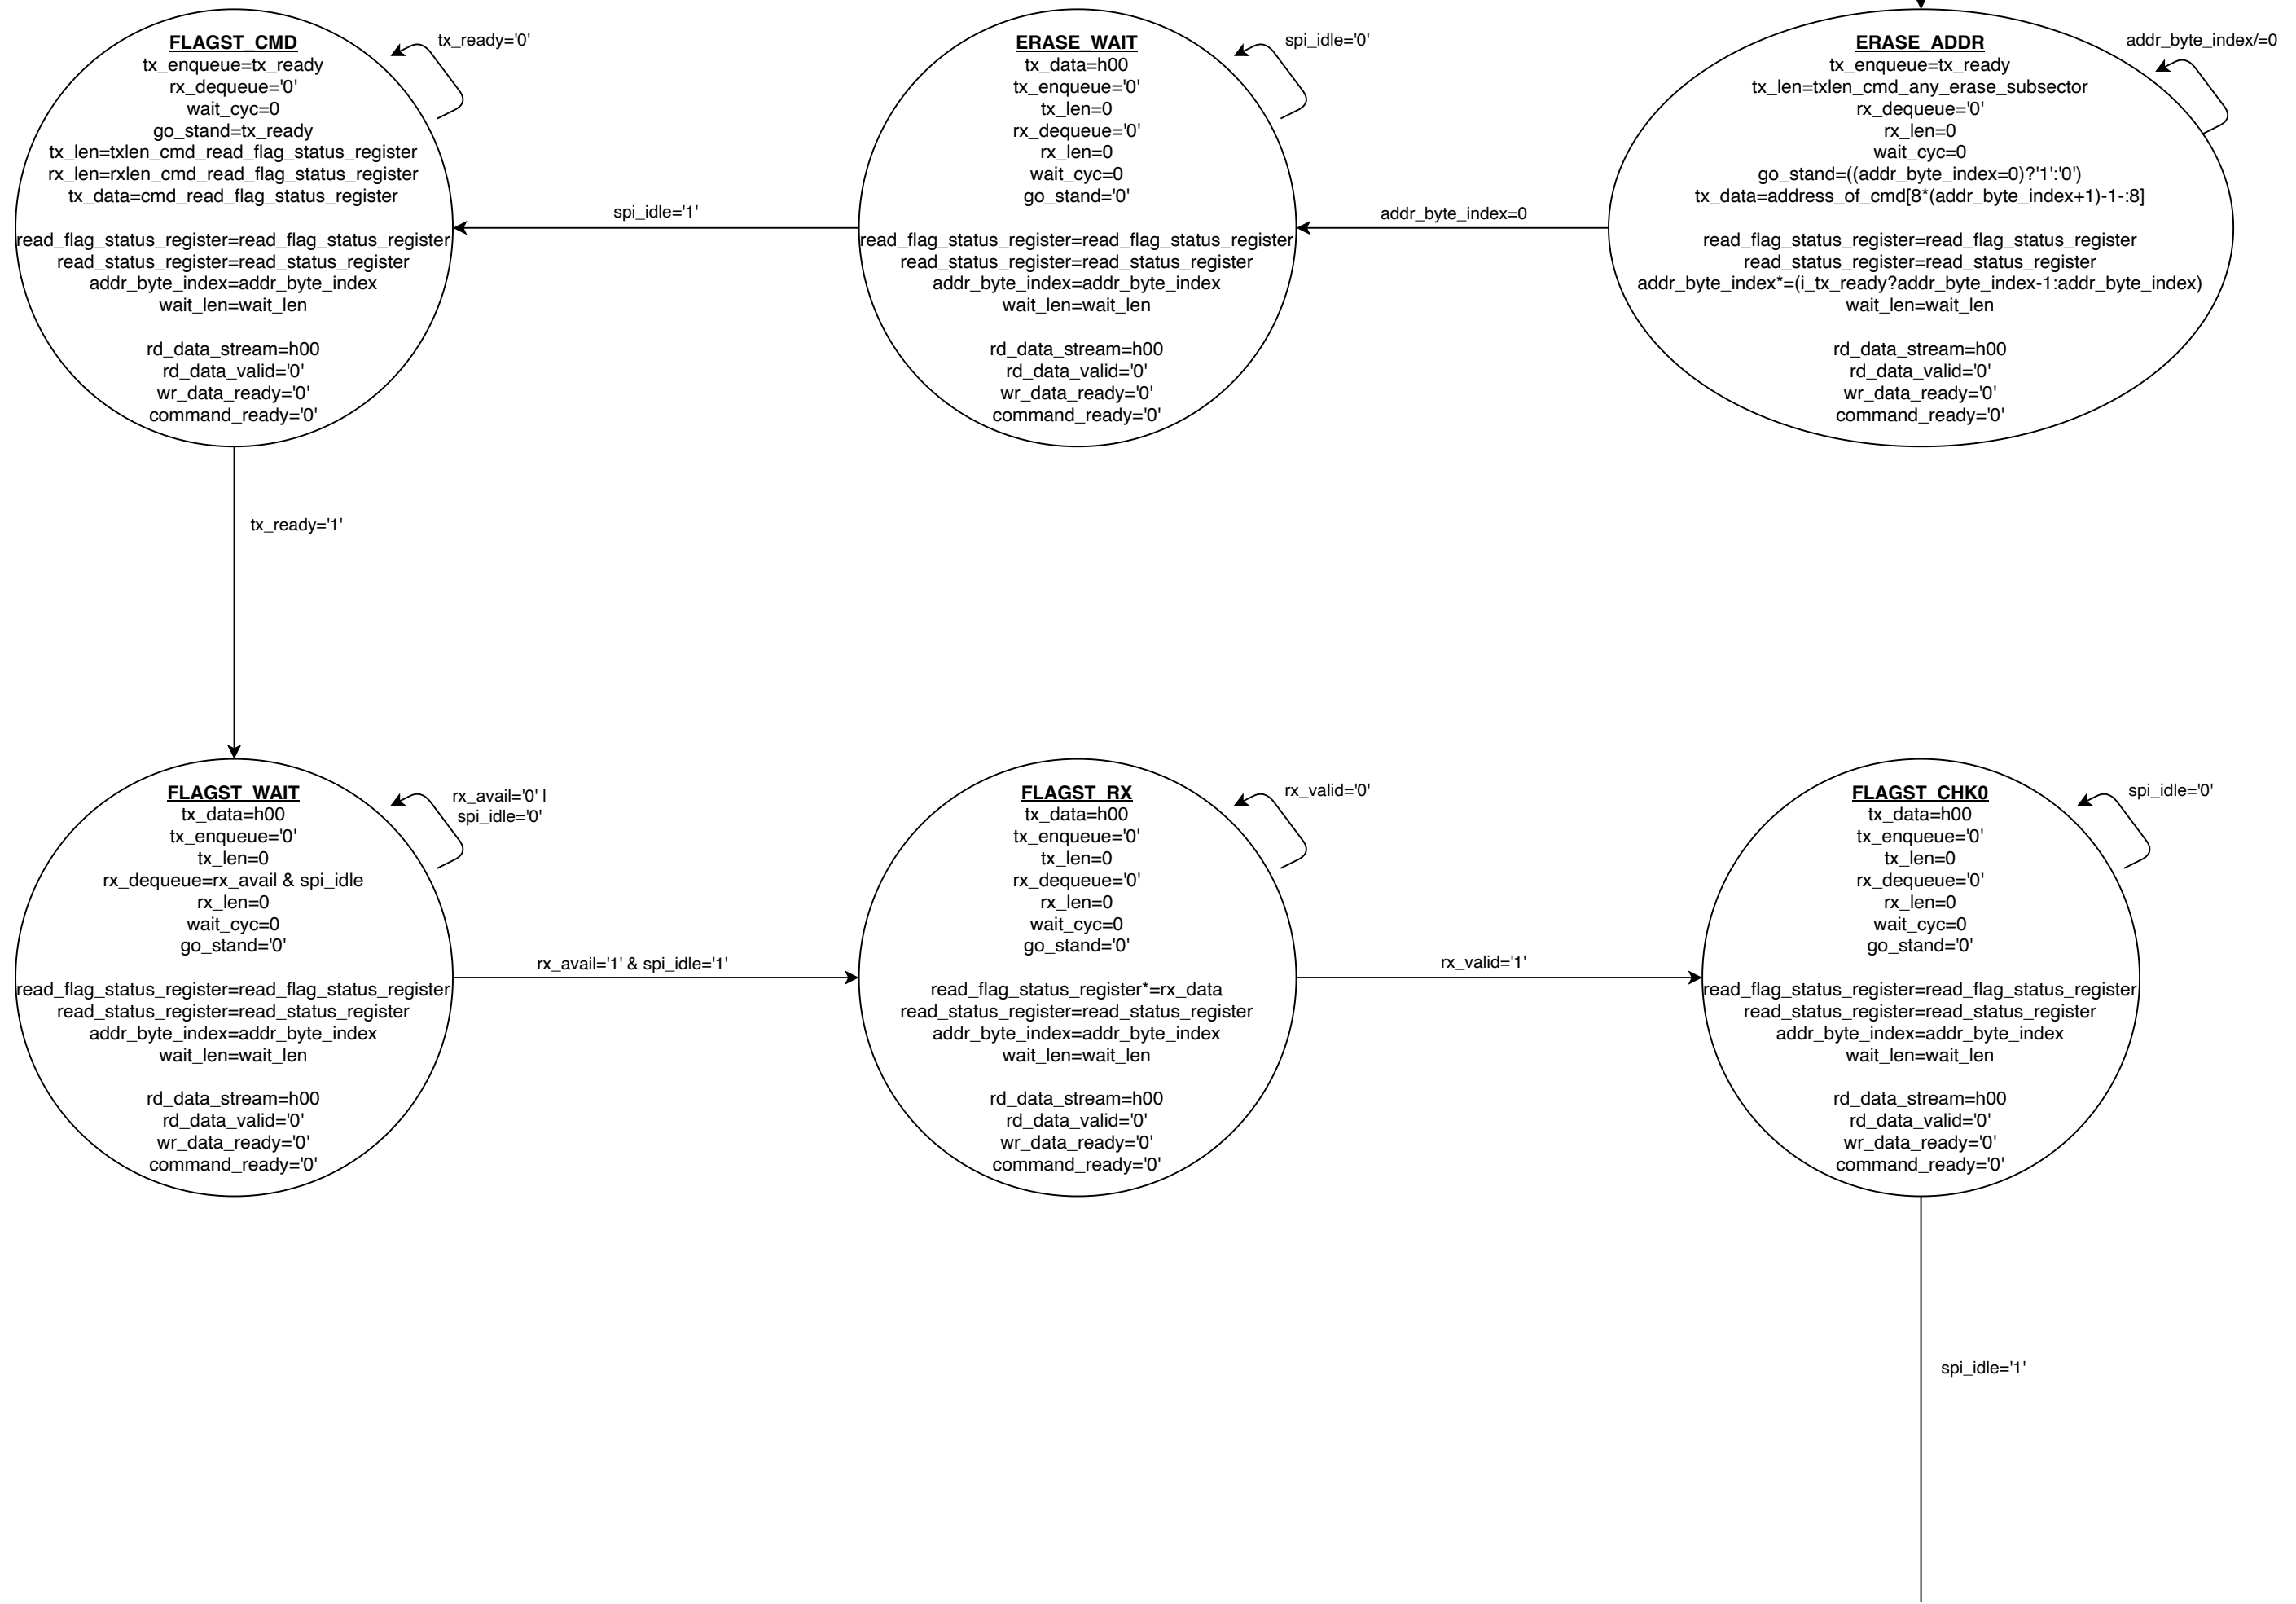 FLAGST_CMD
tx_enqueue=tx_ready
rx_dequeue='0'
wait_cyc=0
go_stand=tx_ready
tx_len=txlen_cmd_read_flag_status_register
rx_len=rxlen_cmd_read_flag_status_register
tx_data=cmd_read_flag_status_register
read_flag_status_register=read_flag_status_register
read_status_register=read_status_register
addr_byte_index=addr_byte_index
wait_len=wait_len
rd_data_stream=h00
rd_data_valid='0'
wr_data_ready='0'
command_ready='0'
tx_ready='0'
spi_idle='1'
ERASE_WAIT
tx_data=h00
tx_enqueue='0'
tx_len=0
rx_dequeue='0'
rx_len=0
wait_cyc=0
go_stand='0'
read_flag_status_register=read_flag_status_register
read_status_register=read_status_register
addr_byte_index=addr_byte_index
wait_len=wait_len
rd_data_stream=h00
rd_data_valid='0'
wr_data_ready='0'
command_ready='0'
spi_idle='0'
addr_byte_index=0
ERASE_ADDR
tx_enqueue=tx_ready
tx_len=txlen_cmd_any_erase_subsector
rx_dequeue='0'
rx_len=0
wait_cyc=0
go_stand=((addr_byte_index=0)?'1':'0')
tx_data=address_of_cmd[8*(addr_byte_index+1)-1-:8]
read_flag_status_register=read_flag_status_register
read_status_register=read_status_register
addr_byte_index*=(i_tx_ready?addr_byte_index-1:addr_byte_index)
wait_len=wait_len
rd_data_stream=h00
rd_data_valid='0'
wr_data_ready='0'
command_ready='0'
addr_byte_index/=0
tx_ready='1'
FLAGST_WAIT
tx_data=h00
tx_enqueue='0'
tx_len=0
rx_dequeue=rx_avail & spi_idle
rx_len=0
wait_cyc=0
go_stand='0'
read_flag_status_register=read_flag_status_register
read_status_register=read_status_register
addr_byte_index=addr_byte_index
wait_len=wait_len
rd_data_stream=h00
rd_data_valid='0'
wr_data_ready='0'
command_ready='0'
rx_avail='0' |
spi_idle='0'
rx_avail='1' & spi_idle='1'
FLAGST_RX
tx_data=h00
tx_enqueue='0'
tx_len=0
rx_dequeue='0'
rx_len=0
wait_cyc=0
go_stand='0'
read_flag_status_register*=rx_data
read_status_register=read_status_register
addr_byte_index=addr_byte_index
wait_len=wait_len
rd_data_stream=h00
rd_data_valid='0'
wr_data_ready='0'
command_ready='0'
rx_valid='0'
rx_valid='1'
FLAGST_CHK0
tx_data=h00
tx_enqueue='0'
tx_len=0
rx_dequeue='0'
rx_len=0
wait_cyc=0
go_stand='0'
read_flag_status_register=read_flag_status_register
read_status_register=read_status_register
addr_byte_index=addr_byte_index
wait_len=wait_len
rd_data_stream=h00
rd_data_valid='0'
wr_data_ready='0'
command_ready='0'
spi_idle='0'
spi_idle='1'